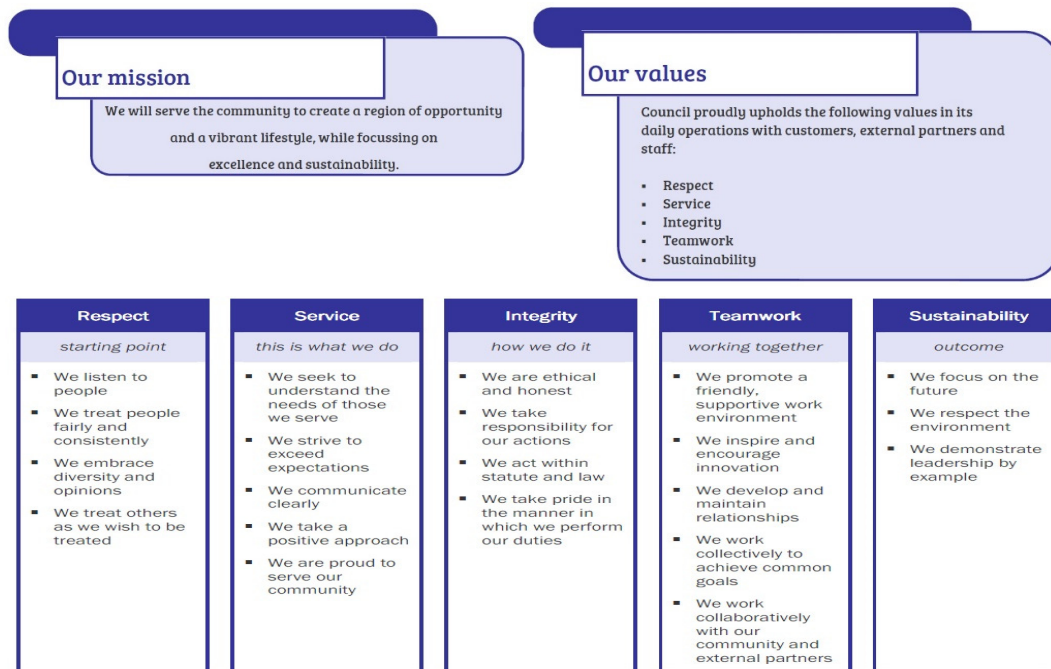 Our mission
We will serve the community to create a region of opportunity
and a vibrant lifestyle, while focussing on
excellence and sustainability.
Our values
Council proudly upholds the following values in its
daily operations with customers, external partners and
staff:
▪ Respect
▪ Service
▪ Integrity
▪ Teamwork
▪ Sustainability
Respect
starting point
▪ We listen to
people
▪ We treat people
fairly and
consistently
▪ We embrace
diversity and
opinions
▪ We treat others
as we wish to be
treated
Service
this is what we do
▪ We seek to
understand the
needs of those
we serve
▪ We strive to
exceed
expectations
▪ We communicate
clearly
▪ We take a
positive approach
▪ We are proud to
serve our
community
Integrity
how we do it
▪ We are ethical
and honest
▪ We take
responsibility for
our actions
▪ We act within
statute and law
▪ We take pride in
the manner in
which we perform
our duties
Teamwork
working together
▪ We promote a
friendly,
supportive work
environment
▪ We inspire and
encourage
innovation
▪ We develop and
maintain
relationships
▪ We work
collectively to
achieve common
goals
▪ We work
collaboratively
with our
community and
external partners
Sustainability
outcome
▪ We focus on the
future
▪ We respect the
environment
▪ We demonstrate
leadership by
example